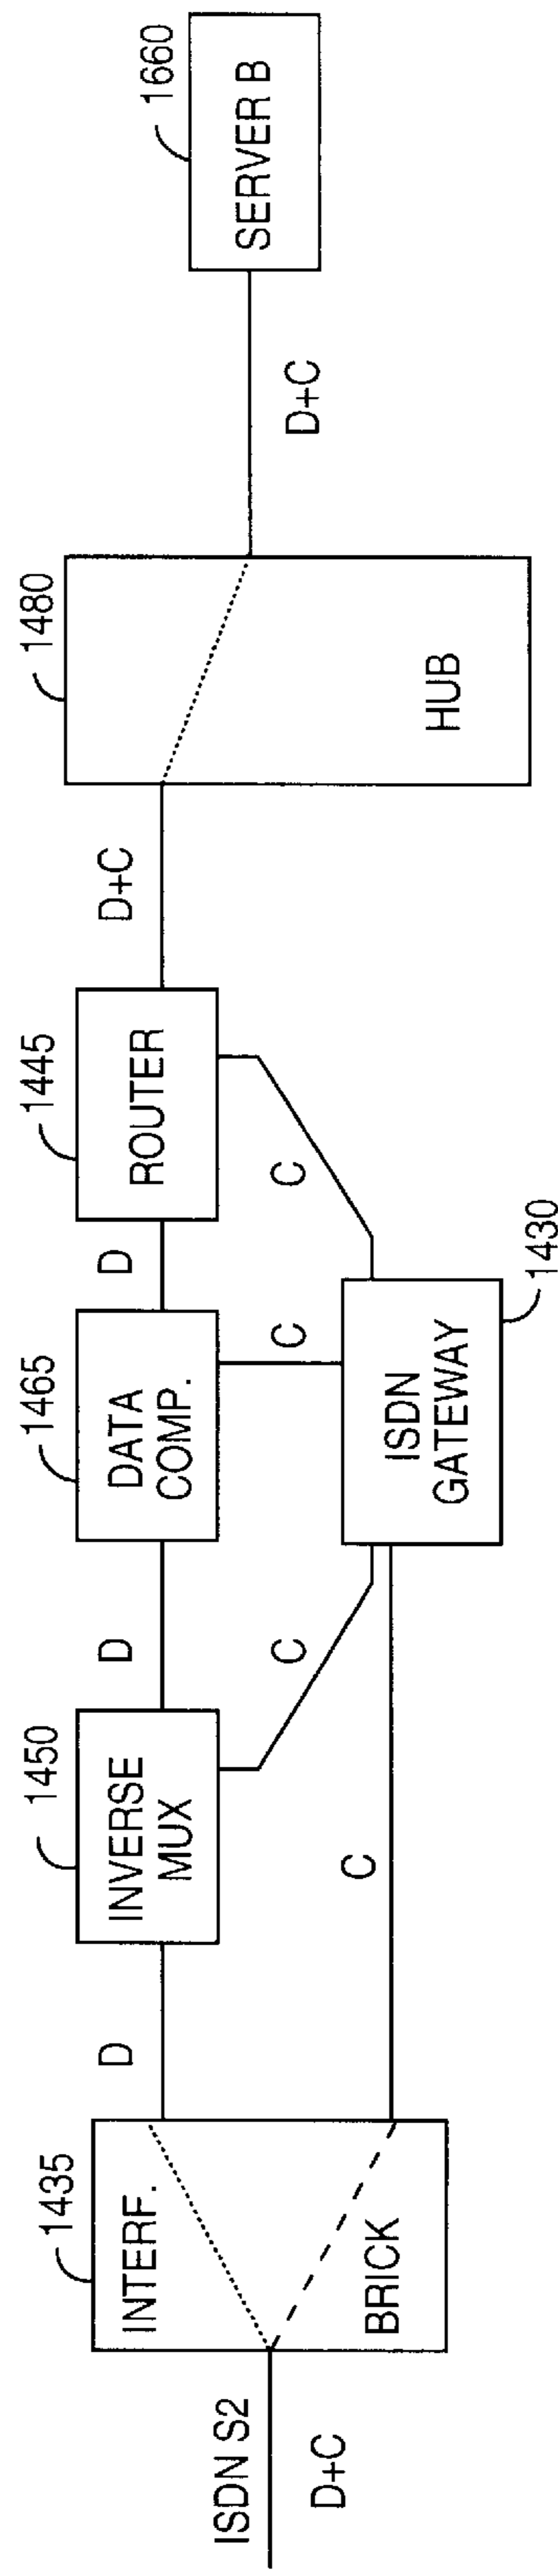 ISDN S2
D+C
1435
INTERF.
BRICK
D
C
1450
INVERSE
MUX
D
C
1465
DATA
COMP.
C
D
1430
ISDN
GATEWAY
1445
ROUTER
C
D+C
1480
HUB
D+C
1660
SERVER B